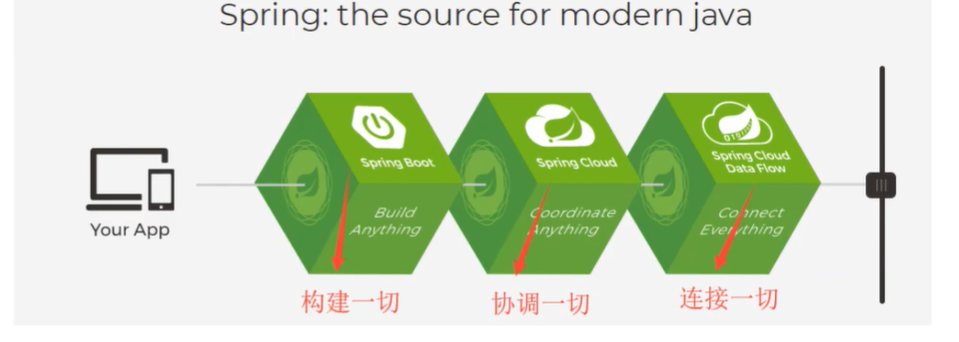 Spring: the source for modern java
Your App
Spring Boot
Build
Anything
Spring Cloud
Coordinate
Anything
Spring Cloud
Data Flow
Connect
Everything
构建一切
协调一切
连接一切